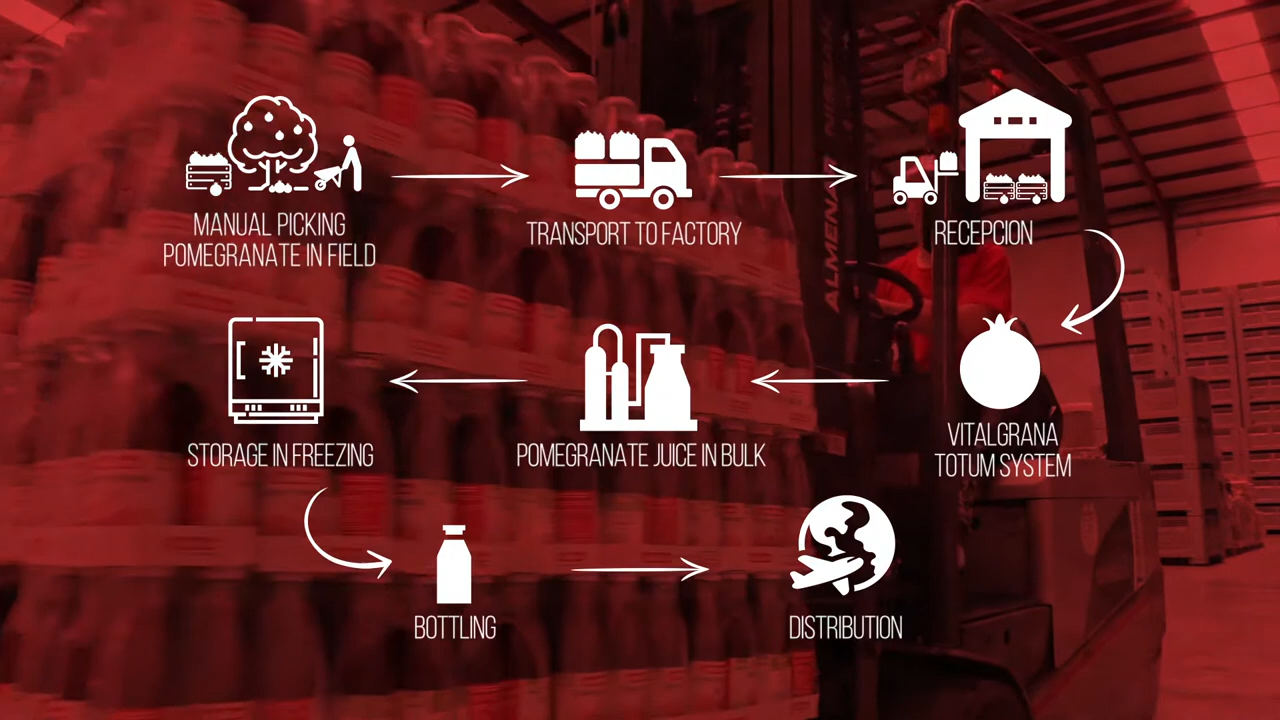 MANUAL PICKING
POMEGRANATE IN FIELD
TRANSPORT TO FACTORY
RECEPCION
VITALGRANA
TOTUM SYSTEM
POMEGRANATE JUICE IN BULK
STORAGE IN FREEZING
BOTTLING
DISTRIBUTION
ALMENA